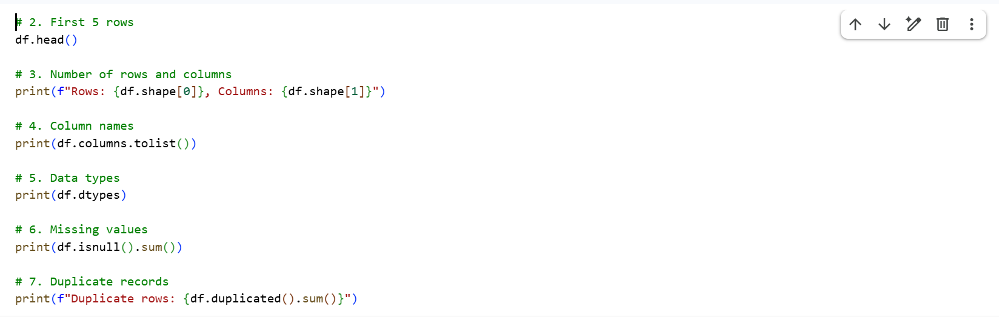 # 2. First 5 rows
df.head()
# 3. Number of rows and columns
print(f"Rows: {df.shape[0]}, Columns: {df.shape[1]}")
# 4. Column names
print(df.columns.tolist())
# 5. Data types
print(df.dtypes)
# 6. Missing values
print(df.isnull().sum())
# 7. Duplicate records
print(f"Duplicate rows: {df.duplicated().sum()}")